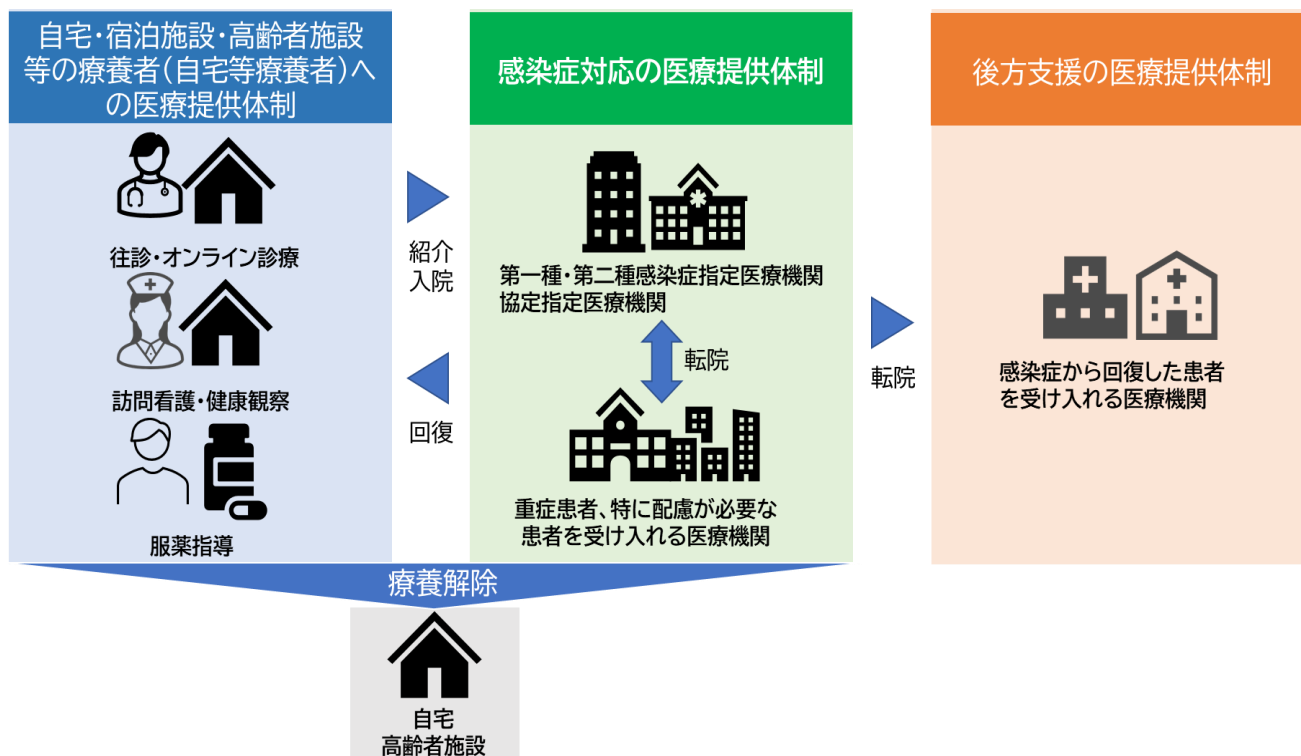 自宅・宿泊施設・高齢者施設
等の療養者(自宅等療養者)へ
の医療提供体制
往診・オンライン診療
訪問看護・健康観察
服薬指導
紹介
入院
回復
感染症対応の医療提供体制
第一種・第二種感染症指定医療機関
協定指定医療機関
転院
重症患者、特に配慮が必要な
患者を受け入れる医療機関
転院
後方支援の医療提供体制
感染症から回復した患者
を受け入れる医療機関
療養解除
自宅
高齢者施設